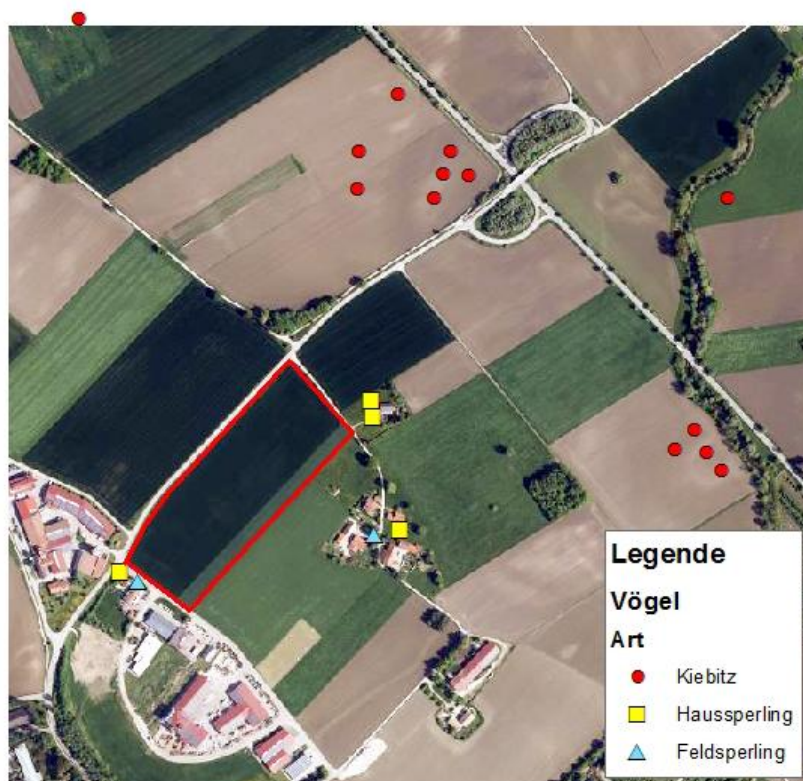 Legende
Vögel
Art
Kiebitz
Haussperling
Feldsperling